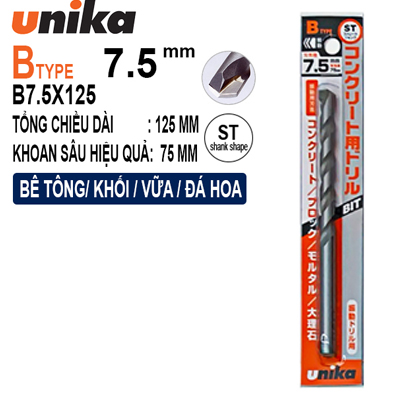 unika
B TYPE 7.5 mm
B7.5X125
TỔNG CHIỀU DÀI : 125 MM
KHOAN SÂU HIỆU QUẢ: 75 MM
ST
shank shape
BÊ TÔNG/ KHỐI / VỮA / ĐÁ HOA
B TYPE
ST
7.5
コンクリート用ドリル
BIT
コンクリート/ブロック/モルタル/大理石
振動ドリル用
unika